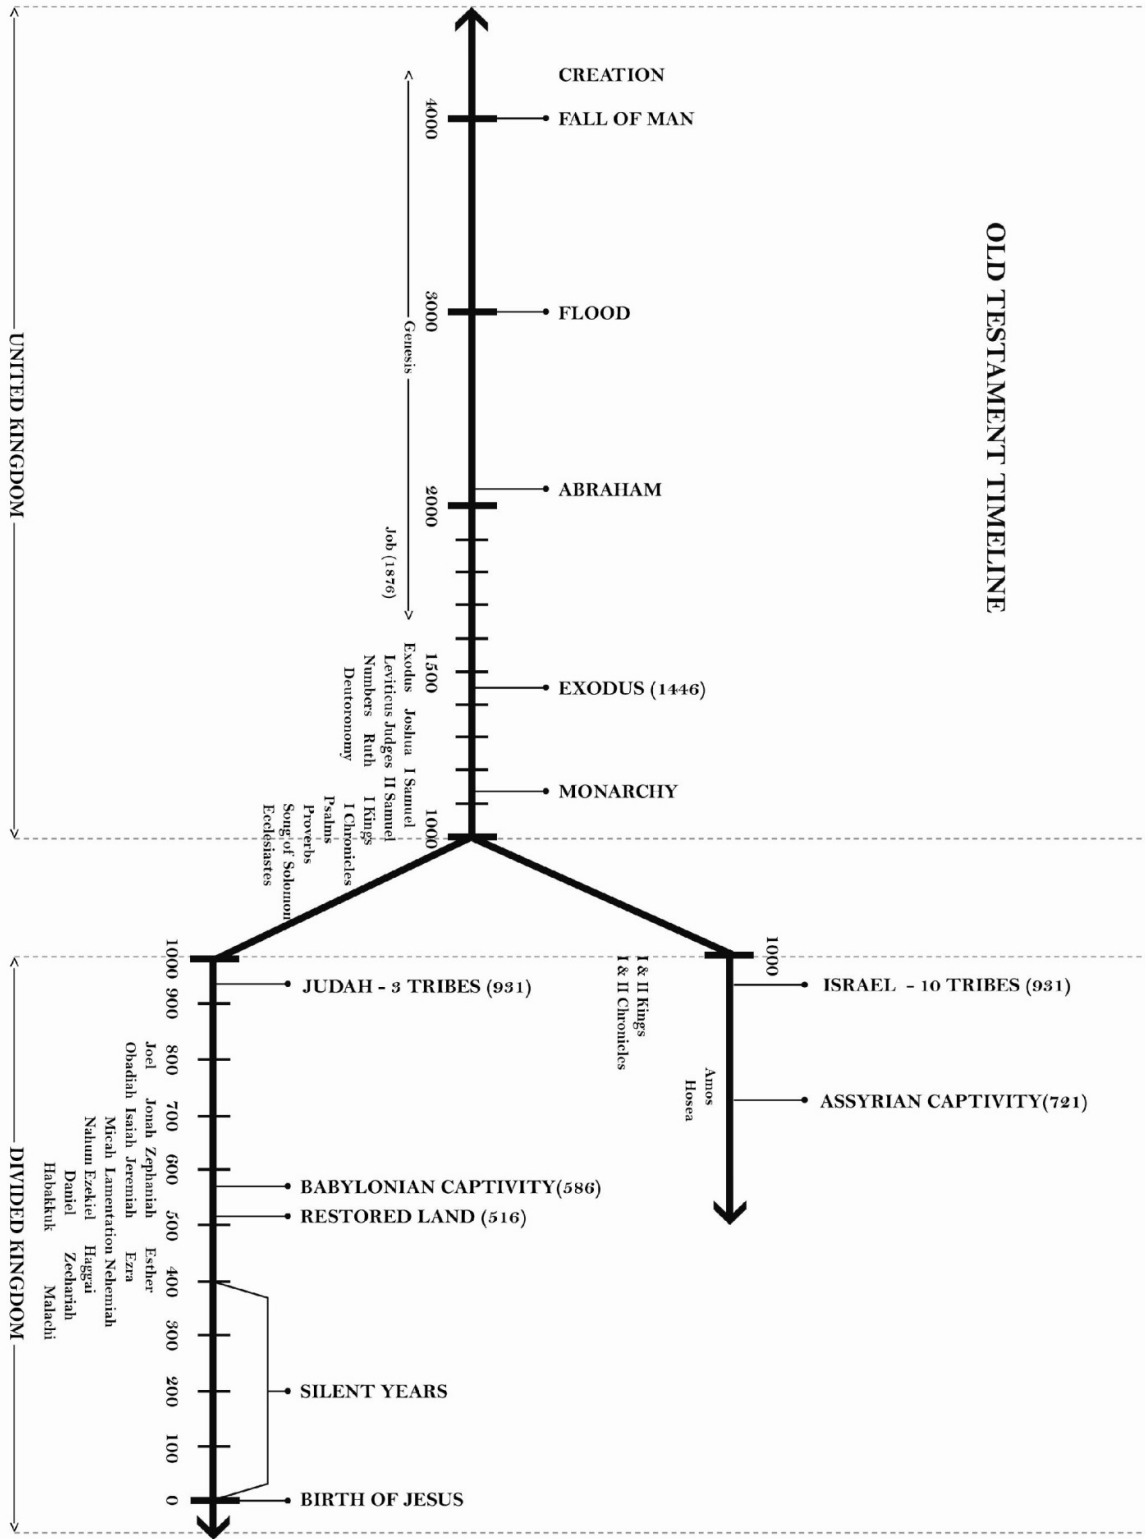 OLD TESTAMENT TIMELINE
CREATION
FALL OF MAN
FLOOD
ABRAHAM
EXODUS (1446)
MONARCHY
4000
3000
2000
1500
1000
Genesis
Job (1876)
Exodus Joshua I Samuel
Leviticus Judges II Samuel
Numbers Ruth I Kings
Deutoronomy I Chronicles
Psalms
Proverbs
Song of Solomon
Ecclesiastes
UNITED KINGDOM
1000
ISRAEL - 10 TRIBES (931)
ASSYRIAN CAPTIVITY(721)
I & II Kings
I & II Chronicles
Amos
Hosea
JUDAH - 3 TRIBES (931)
BABYLONIAN CAPTIVITY(586)
RESTORED LAND (516)
SILENT YEARS
BIRTH OF JESUS
1000
900
800
700
600
500
400
300
200
100
0
Joel Jonah Zephaniah Esther
Obadiah Isaiah Jeremiah Ezra
Micah Lamentation Nehemiah
Nahum Ezekiel Haggai
Daniel Zechariah
Habakkuk Malachi
DIVIDED KINGDOM